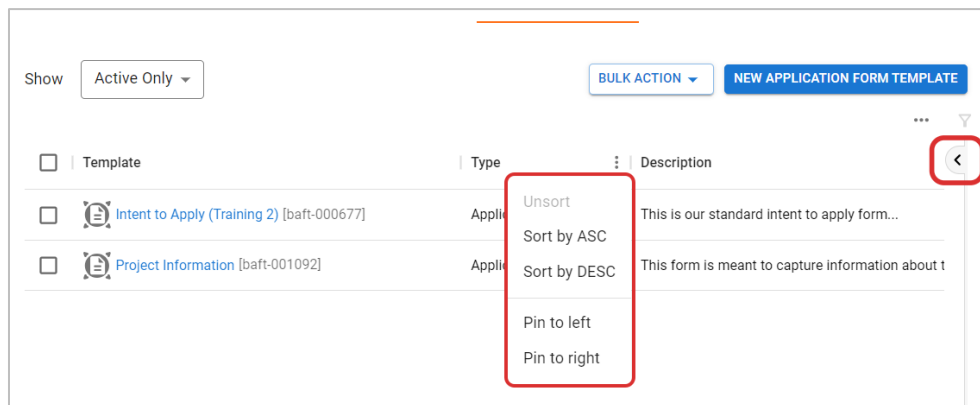 Show Active Only BULK ACTION NEW APPLICATION FORM TEMPLATE
Template Type Description
Unsort
Intent to Apply (Training 2) [baft-000677] Applic This is our standard intent to apply form...
Sort by ASC
Project Information [baft-001092] Applic This form is meant to capture information about t
Sort by DESC
Pin to left
Pin to right